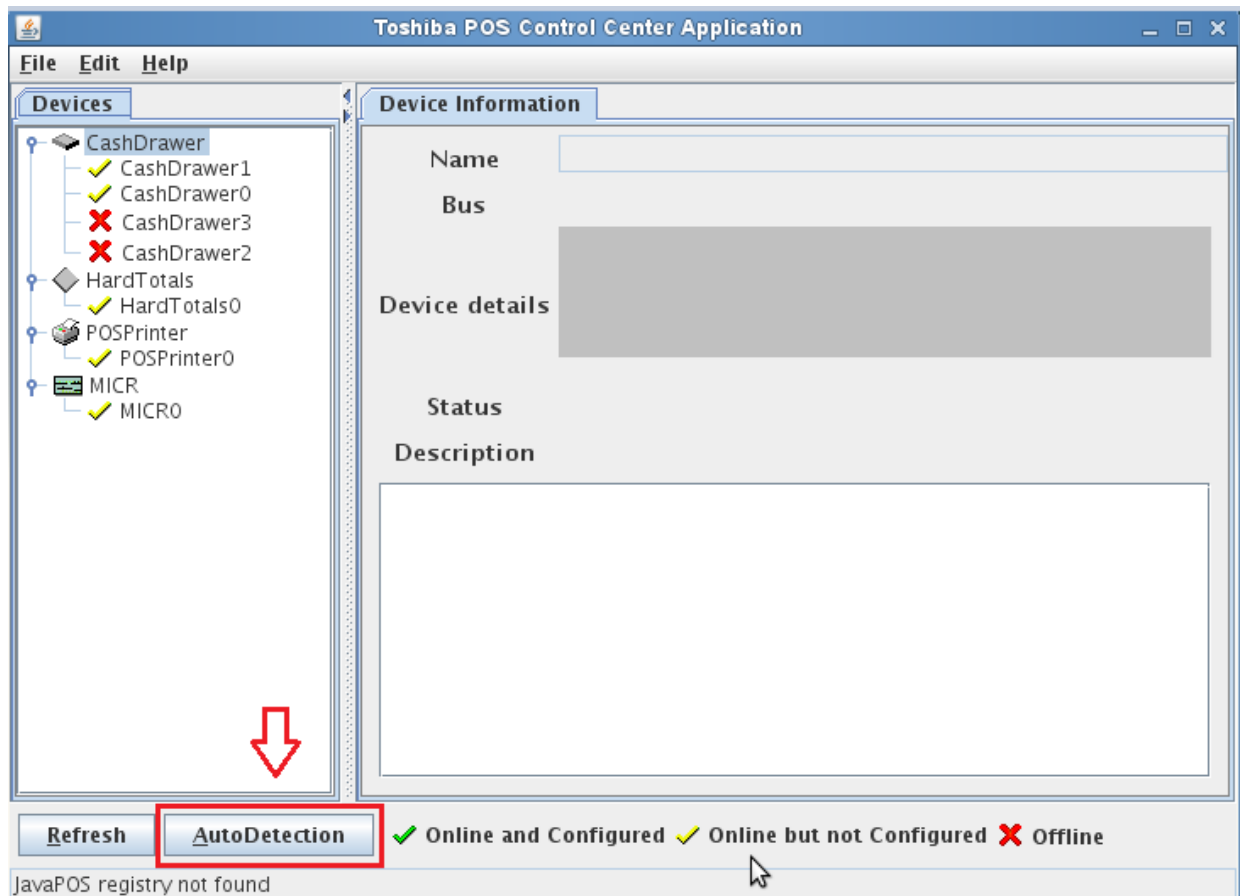 Toshiba POS Control Center Application
File Edit Help
Devices
CashDrawer
CashDrawer1
CashDrawer0
CashDrawer3
CashDrawer2
HardTotals
HardTotals0
POSPrinter
POSPrinter0
MICR
MICR0
Device Information
Name
Bus
Device details
Status
Description
Refresh AutoDetection Online and Configured Online but not Configured Offline
JavaPOS registry not found